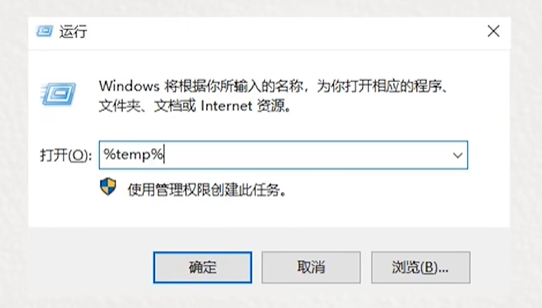 运行
Windows 将根据你所输入的名称，为你打开相应的程序、
文件夹、文档或 Internet 资源。
打开(O): %temp%
使用管理权限创建此任务。
确定 取消 浏览(B)...